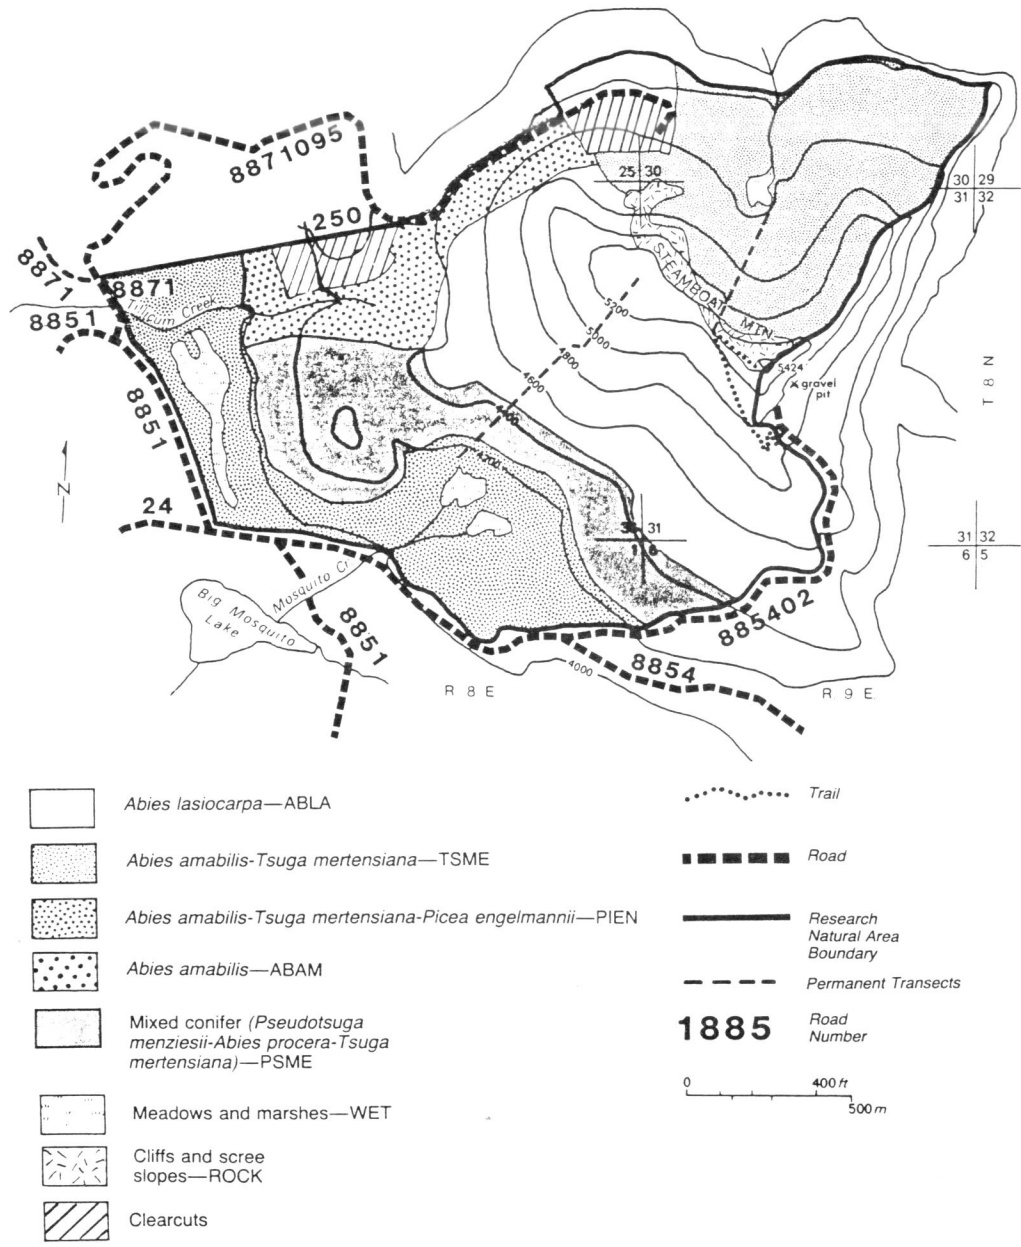 8871095
250
25 30
30 29
31 32
8871
8871
Creek
8851
STEAMBOAT MTN.
5200
5000
4800
4600
4400
4200
5424
gravel
pit
T 8 N
8851
N
24
31
1 6
31 32
6 5
Mosquito Cr.
Big Mosquito
Lake
8851
885402
8854
4000
R 8 E
R. 9 E.
Abies lasiocarpa—ABLA
Abies amabilis-Tsuga mertensiana—TSME
Abies amabilis-Tsuga mertensiana-Picea engelmannii—PIEN
Abies amabilis—ABAM
Mixed conifer (Pseudotsuga
menziesii-Abies procera-Tsuga
mertensiana)—PSME
Meadows and marshes—WET
Cliffs and scree
slopes—ROCK
Clearcuts
Trail
Road
Research
Natural Area
Boundary
Permanent Transects
1885
Road
Number
0
400 ft
500 m